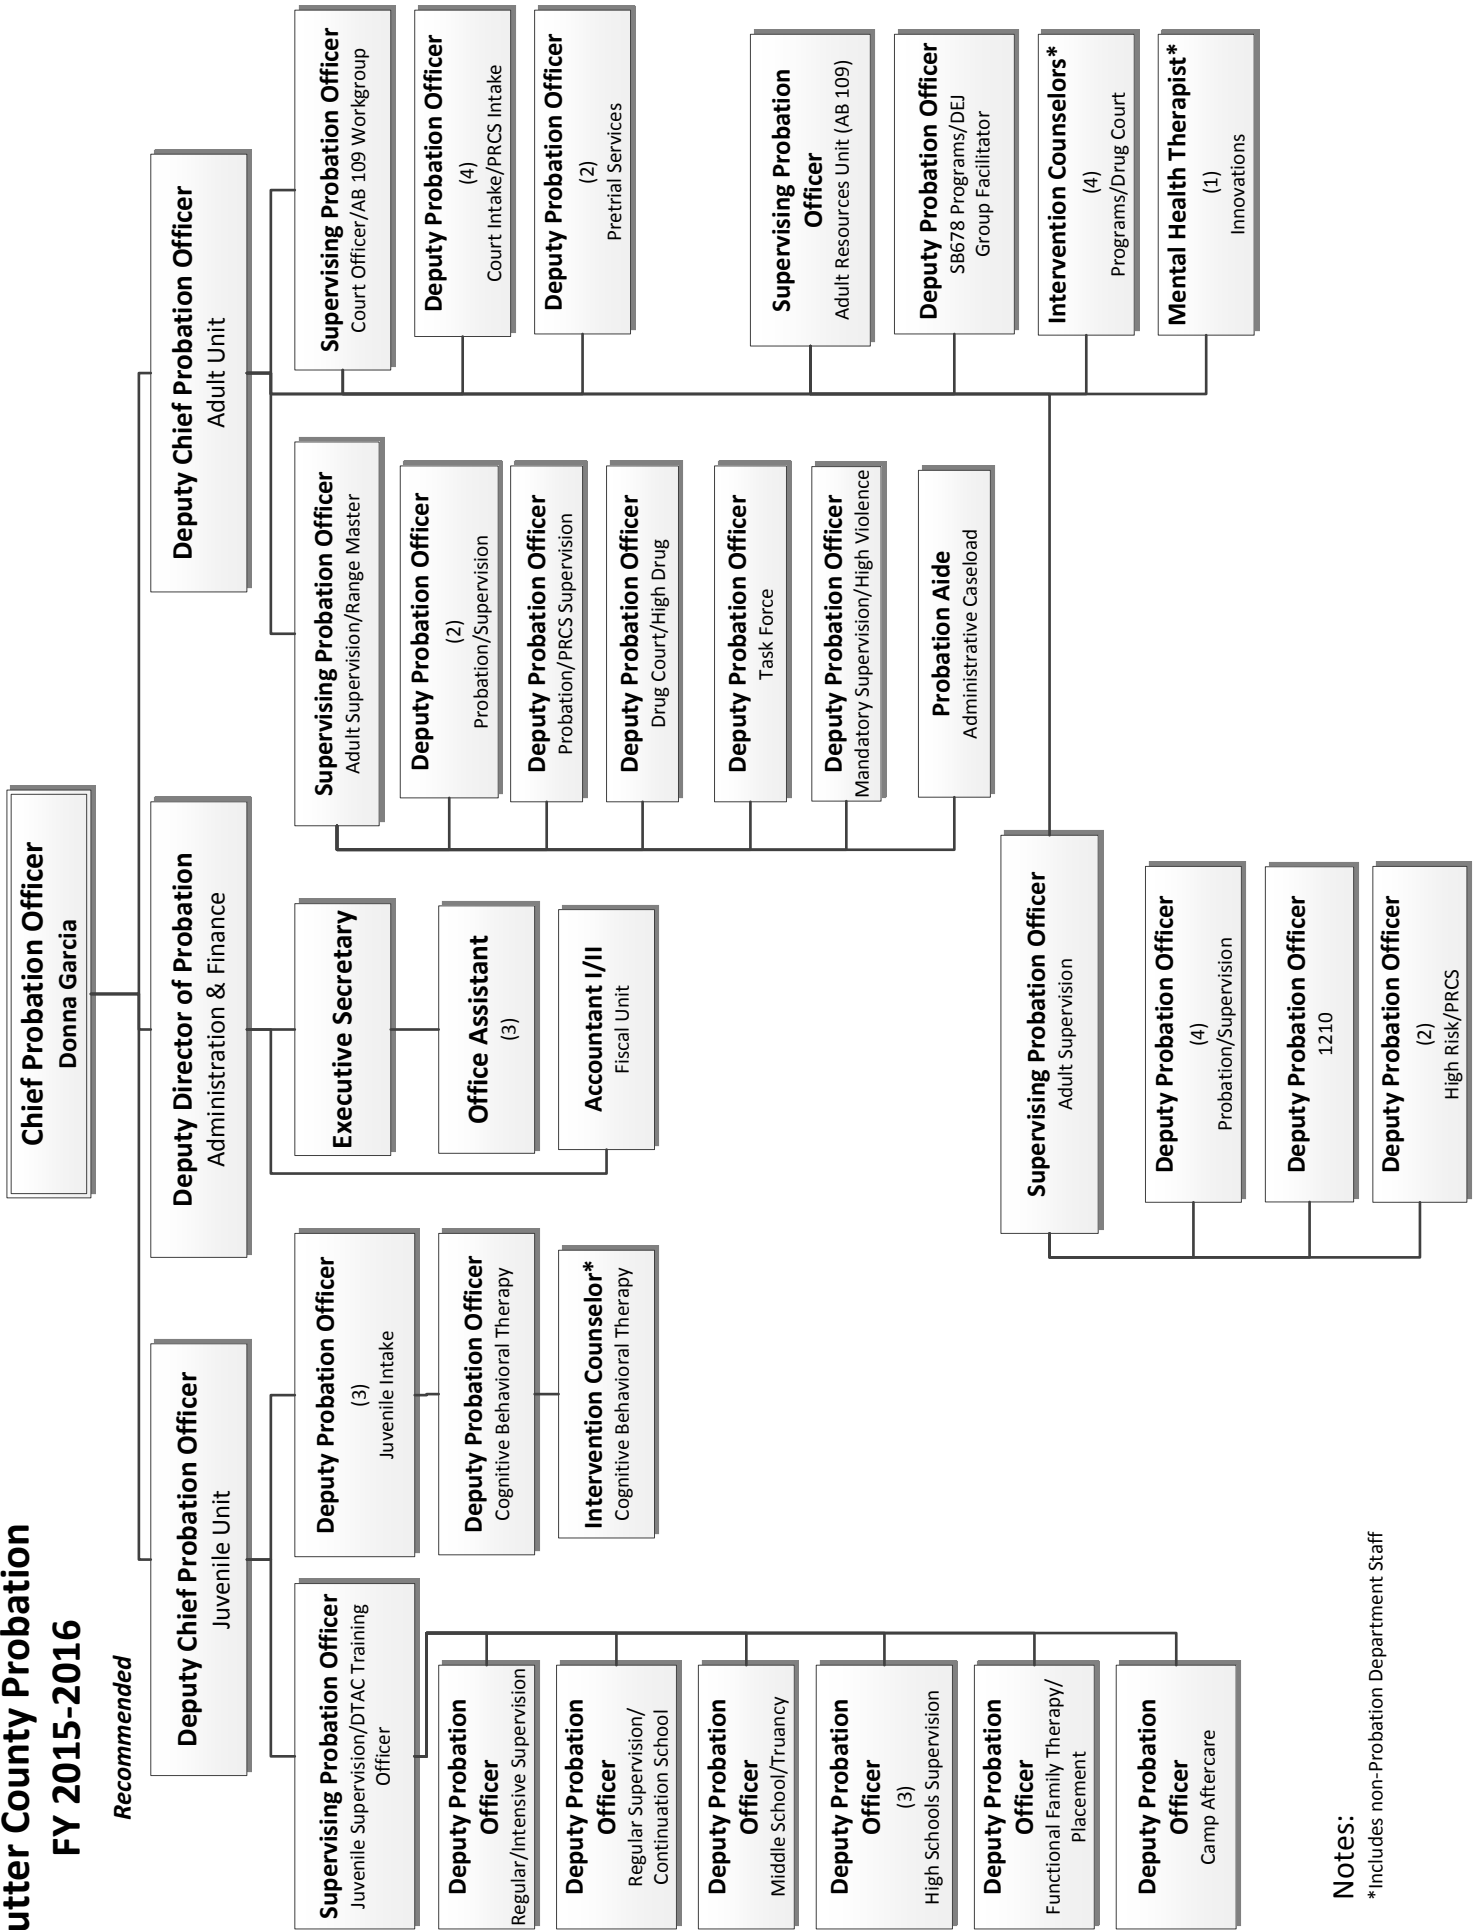 utter County Probation
FY 2015-2016
Recommended
Chief Probation Officer
Donna Garcia
Deputy Chief Probation Officer
Juvenile Unit
Supervising Probation Officer
Juvenile Supervision/DTAC Training
Officer
Deputy Probation
Officer
Regular/Intensive Supervision
Deputy Probation
Officer
Regular Supervision/
Continuation School
Deputy Probation
Officer
Middle School/Truancy
Deputy Probation
Officer
(3)
High Schools Supervision
Deputy Probation
Officer
Functional Family Therapy/
Placement
Deputy Probation
Officer
Camp Aftercare
Deputy Probation Officer
(3)
Juvenile Intake
Deputy Probation Officer
Cognitive Behavioral Therapy
Intervention Counselor*
Cognitive Behavioral Therapy
Deputy Director of Probation
Administration & Finance
Executive Secretary
Office Assistant
(3)
Accountant I/II
Fiscal Unit
Deputy Chief Probation Officer
Adult Unit
Supervising Probation Officer
Adult Supervision/Range Master
Deputy Probation Officer
(2)
Probation/Supervision
Deputy Probation Officer
Probation/PRCS Supervision
Deputy Probation Officer
Drug Court/High Drug
Deputy Probation Officer
Task Force
Deputy Probation Officer
Mandatory Supervision/High Violence
Probation Aide
Administrative Caseload
Supervising Probation Officer
Court Officer/AB 109 Workgroup
Deputy Probation Officer
(4)
Court Intake/PRCS Intake
Deputy Probation Officer
(2)
Pretrial Services
Supervising Probation
Officer
Adult Resources Unit (AB 109)
Deputy Probation Officer
SB678 Programs/DEJ
Group Facilitator
Intervention Counselors*
(4)
Programs/Drug Court
Mental Health Therapist*
(1)
Innovations
Supervising Probation Officer
Adult Supervision
Deputy Probation Officer
(4)
Probation/Supervision
Deputy Probation Officer
1210
Deputy Probation Officer
(2)
High Risk/PRCS
Notes:
*Includes non-Probation Department Staff